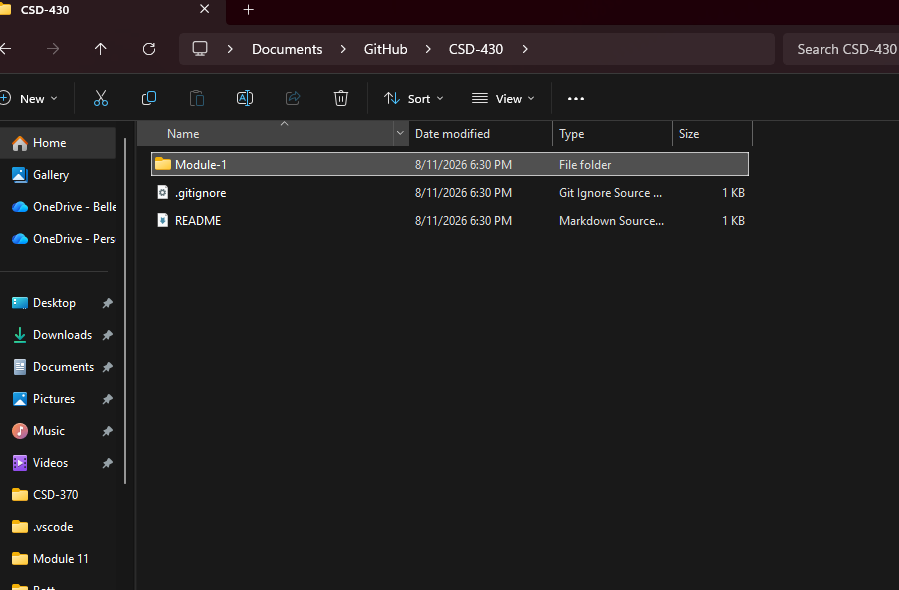 CSD-430
Documents > GitHub > CSD-430 >
Search CSD-430
New
Sort
View
Name Date modified Type Size
Home
Gallery
OneDrive - Belle
OneDrive - Pers
Desktop
Downloads
Documents
Pictures
Music
Videos
CSD-370
.vscode
Module 11
Module-1 8/11/2026 6:30 PM File folder
.gitignore 8/11/2026 6:30 PM Git Ignore Source ... 1 KB
README 8/11/2026 6:30 PM Markdown Source... 1 KB